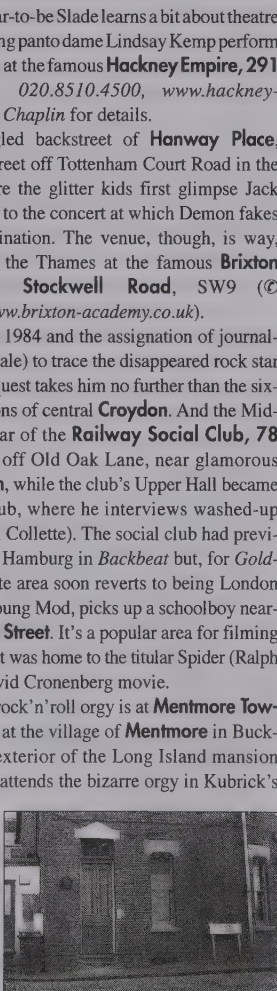 ar-to-be Slade learns a bit about theatre
ng panto dame Lindsay Kemp perform
at the famous Hackney Empire, 291
020.8510.4500, www.hackney-
Chaplin for details.
gled backstreet of Hanway Place,
reet off Tottenham Court Road in the
re the glitter kids first glimpse Jack
to the concert at which Demon fakes
ination. The venue, though, is way,
the Thames at the famous Brixton
Stockwell Road, SW9 (✆
ww.brixton-academy.co.uk).
1984 and the assignation of journal-
ale) to trace the disappeared rock star
uest takes him no further than the six-
ons of central Croydon. And the Mid-
ar of the Railway Social Club, 78
off Old Oak Lane, near glamorous
n, while the club's Upper Hall became
ub, where he interviews washed-up
Collette). The social club had previ-
Hamburg in Backbeat but, for Gold-
te area soon reverts to being London
oung Mod, picks up a schoolboy near-
Street. It's a popular area for filming
t was home to the titular Spider (Ralph
vid Cronenberg movie.
rock'n'roll orgy is at Mentmore Tow-
at the village of Mentmore in Buck-
exterior of the Long Island mansion
attends the bizarre orgy in Kubrick's